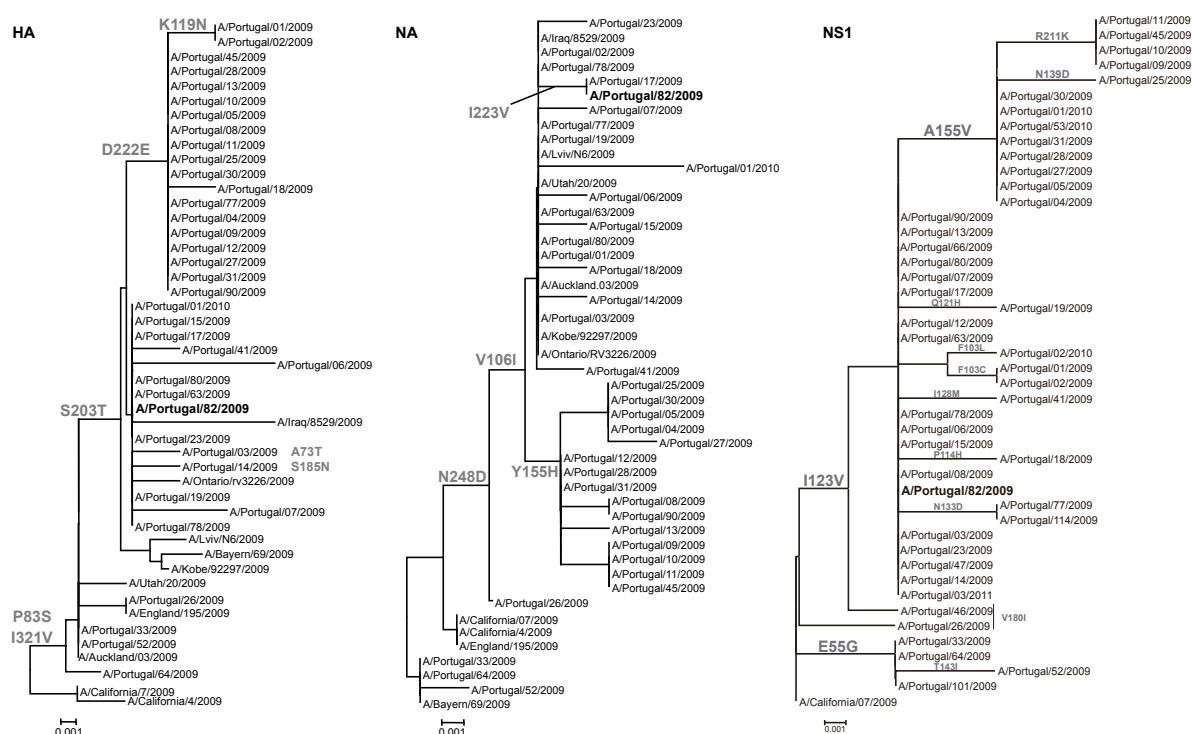 HA
K119N
A/Portugal/01/2009
A/Portugal/02/2009
A/Portugal/45/2009
A/Portugal/28/2009
A/Portugal/13/2009
A/Portugal/10/2009
A/Portugal/05/2009
A/Portugal/08/2009
D222E
A/Portugal/11/2009
A/Portugal/25/2009
A/Portugal/30/2009
A/Portugal/18/2009
A/Portugal/77/2009
A/Portugal/04/2009
A/Portugal/09/2009
A/Portugal/12/2009
A/Portugal/27/2009
A/Portugal/31/2009
A/Portugal/90/2009
A/Portugal/01/2010
A/Portugal/15/2009
A/Portugal/17/2009
A/Portugal/41/2009
A/Portugal/06/2009
A/Portugal/80/2009
A/Portugal/63/2009
S203T
A/Portugal/82/2009
A/Iraq/8529/2009
A/Portugal/23/2009
A/Portugal/03/2009 A73T
A/Portugal/14/2009 S185N
A/Ontario/rv3226/2009
A/Portugal/19/2009
A/Portugal/07/2009
A/Portugal/78/2009
A/Lviv/N6/2009
A/Bayern/69/2009
A/Kobe/92297/2009
A/Utah/20/2009
A/Portugal/26/2009
A/England/195/2009
P83S
I321V
A/Portugal/33/2009
A/Portugal/52/2009
A/Auckland/03/2009
A/Portugal/64/2009
A/California/7/2009
A/California/4/2009
0.001
NA
A/Portugal/23/2009
A/Iraq/8529/2009
A/Portugal/02/2009
A/Portugal/78/2009
A/Portugal/17/2009
A/Portugal/82/2009
I223V
A/Portugal/07/2009
A/Portugal/77/2009
A/Portugal/19/2009
A/Lviv/N6/2009
A/Portugal/01/2010
A/Utah/20/2009
A/Portugal/06/2009
A/Portugal/63/2009
A/Portugal/15/2009
A/Portugal/80/2009
A/Portugal/01/2009
A/Portugal/18/2009
A/Auckland.03/2009
A/Portugal/14/2009
A/Portugal/03/2009
A/Kobe/92297/2009
A/Ontario/RV3226/2009
V106I
A/Portugal/41/2009
A/Portugal/25/2009
A/Portugal/30/2009
A/Portugal/05/2009
A/Portugal/04/2009
A/Portugal/27/2009
A/Portugal/12/2009
Y155H
A/Portugal/28/2009
A/Portugal/31/2009
N248D
A/Portugal/08/2009
A/Portugal/90/2009
A/Portugal/13/2009
A/Portugal/09/2009
A/Portugal/10/2009
A/Portugal/11/2009
A/Portugal/45/2009
A/Portugal/26/2009
A/California/07/2009
A/California/4/2009
A/England/195/2009
A/Portugal/33/2009
A/Portugal/64/2009
A/Portugal/52/2009
A/Bayern/69/2009
0.001
NS1
A/Portugal/11/2009
R211K
A/Portugal/45/2009
A/Portugal/10/2009
A/Portugal/09/2009
N139D
A/Portugal/25/2009
A/Portugal/30/2009
A/Portugal/01/2010
A/Portugal/53/2010
A155V
A/Portugal/31/2009
A/Portugal/28/2009
A/Portugal/27/2009
A/Portugal/05/2009
A/Portugal/04/2009
A/Portugal/90/2009
A/Portugal/13/2009
A/Portugal/66/2009
A/Portugal/80/2009
A/Portugal/07/2009
A/Portugal/17/2009
Q121H
A/Portugal/19/2009
A/Portugal/12/2009
A/Portugal/63/2009
F103L
A/Portugal/02/2010
F103C
A/Portugal/01/2009
A/Portugal/02/2009
I128M
A/Portugal/41/2009
A/Portugal/78/2009
A/Portugal/06/2009
A/Portugal/15/2009
P114H
A/Portugal/18/2009
A/Portugal/08/2009
I123V
A/Portugal/82/2009
N133D
A/Portugal/77/2009
A/Portugal/114/2009
A/Portugal/03/2009
A/Portugal/23/2009
A/Portugal/47/2009
A/Portugal/14/2009
A/Portugal/03/2011
A/Portugal/46/2009
V180I
A/Portugal/26/2009
E55G
A/Portugal/33/2009
A/Portugal/64/2009
T143I
A/Portugal/52/2009
A/Portugal/101/2009
A/California/07/2009
0.001